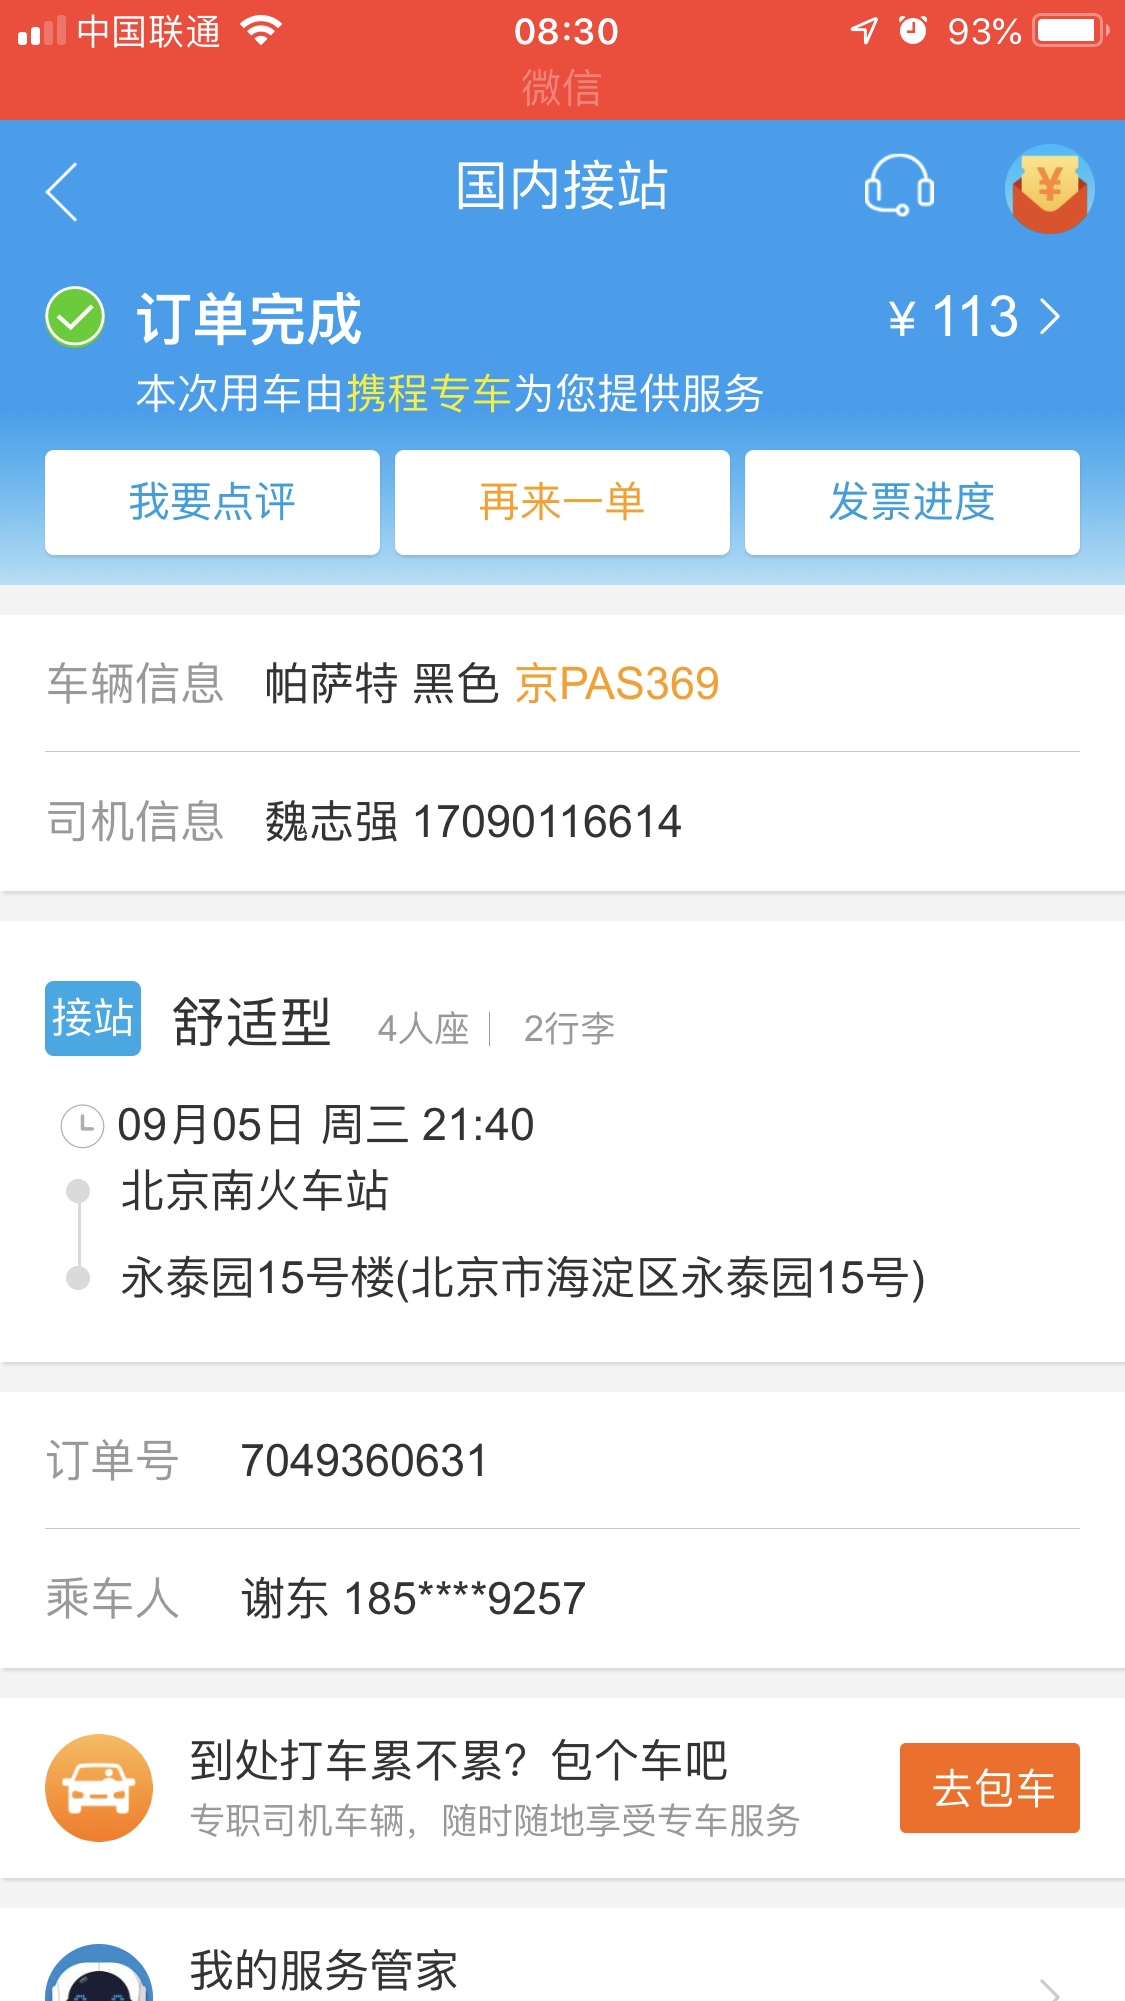 中国联通 08:30 93%
微信
国内接站
订单完成 ¥ 113
本次用车由携程专车为您提供服务
我要点评 再来一单 发票进度
车辆信息 帕萨特 黑色 京PAS369
司机信息 魏志强 17090116614
接站 舒适型 4人座 2行李
09月05日 周三 21:40
北京南火车站
永泰园15号楼(北京市海淀区永泰园15号)
订单号 7049360631
乘车人 谢东 185****9257
到处打车累不累？包个车吧
专职司机车辆，随时随地享受专车服务
去包车
我的服务管家